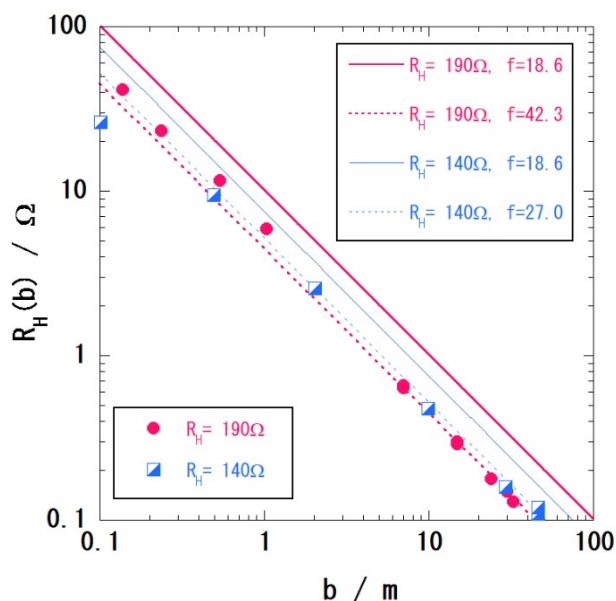 100
10
1
0.1
R_H(b) / Ω
0.1
1
10
100
b / m
R_H= 190Ω, f=18.6
R_H= 190Ω, f=42.3
R_H= 140Ω, f=18.6
R_H= 140Ω, f=27.0
R_H= 190Ω
R_H= 140Ω